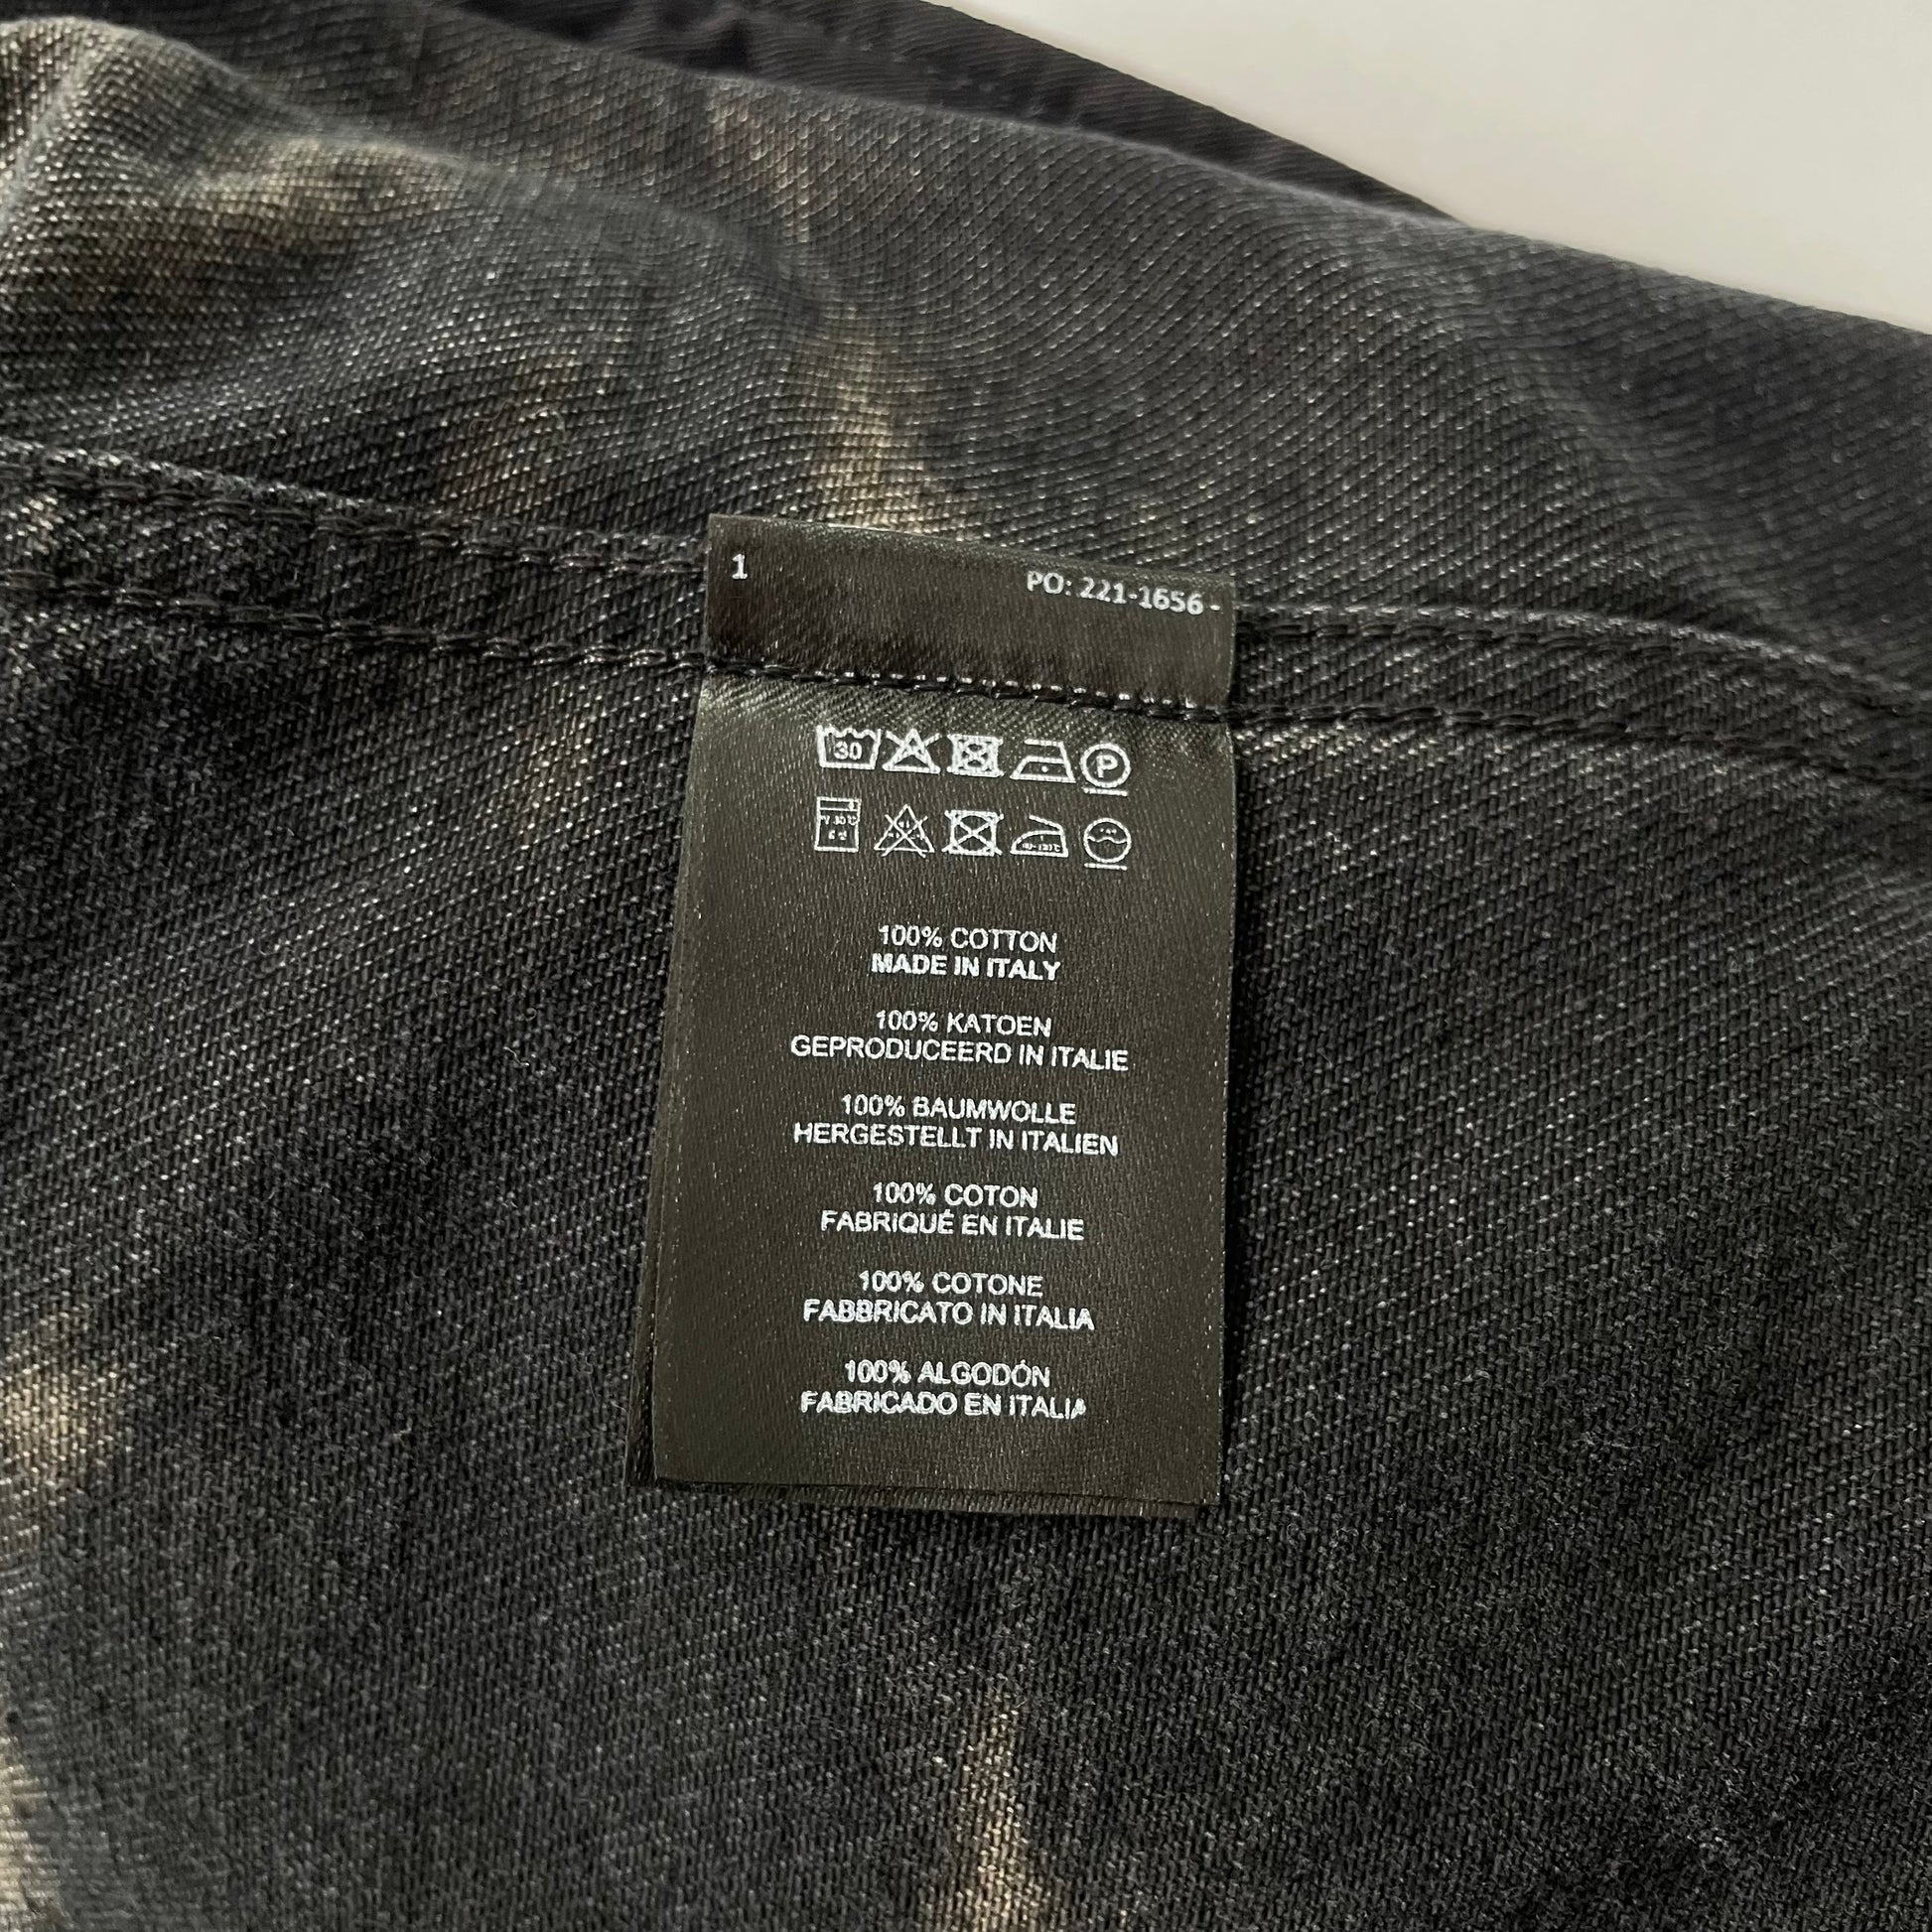 1 PO: 221-1656 -
30
P
100% COTTON
MADE IN ITALY
100% KATOEN
GEPRODUCEERD IN ITALIE
100% BAUMWOLLE
HERGESTELLT IN ITALIEN
100% COTON
FABRIQUÉ EN ITALIE
100% COTONE
FABBRICATO IN ITALIA
100% ALGODÓN
FABRICADO EN ITALIA